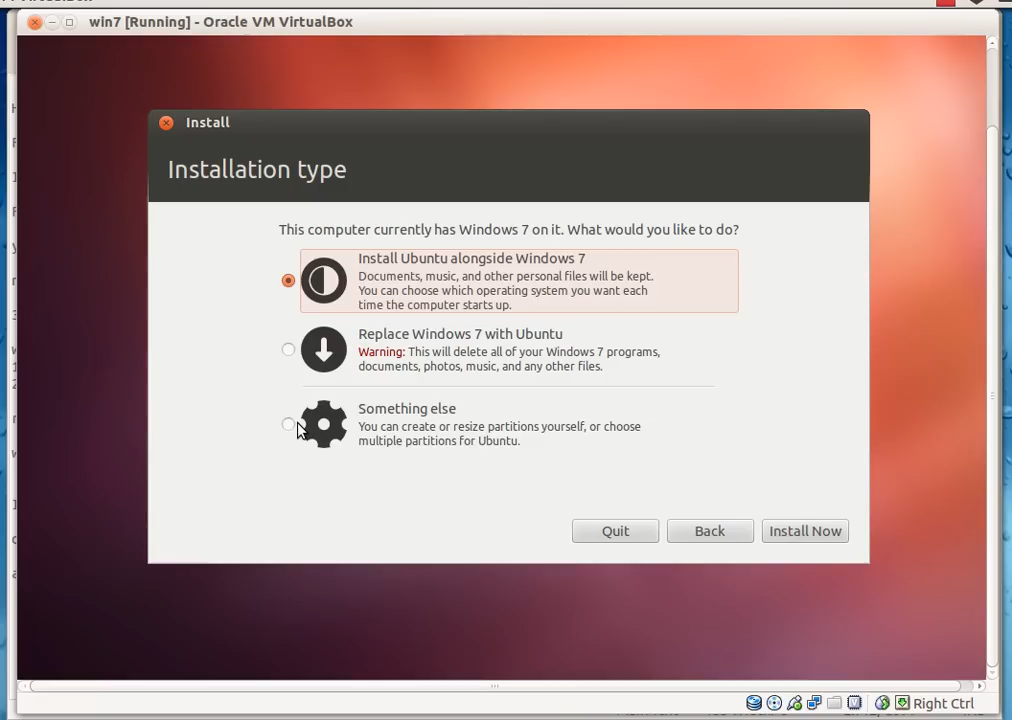 win7 [Running] - Oracle VM VirtualBox
Install
Installation type
This computer currently has Windows 7 on it. What would you like to do?
Install Ubuntu alongside Windows 7
Documents, music, and other personal files will be kept.
You can choose which operating system you want each
time the computer starts up.
Replace Windows 7 with Ubuntu
Warning: This will delete all of your Windows 7 programs,
documents, photos, music, and any other files.
Something else
You can create or resize partitions yourself, or choose
multiple partitions for Ubuntu.
Quit
Back
Install Now
Right Ctrl